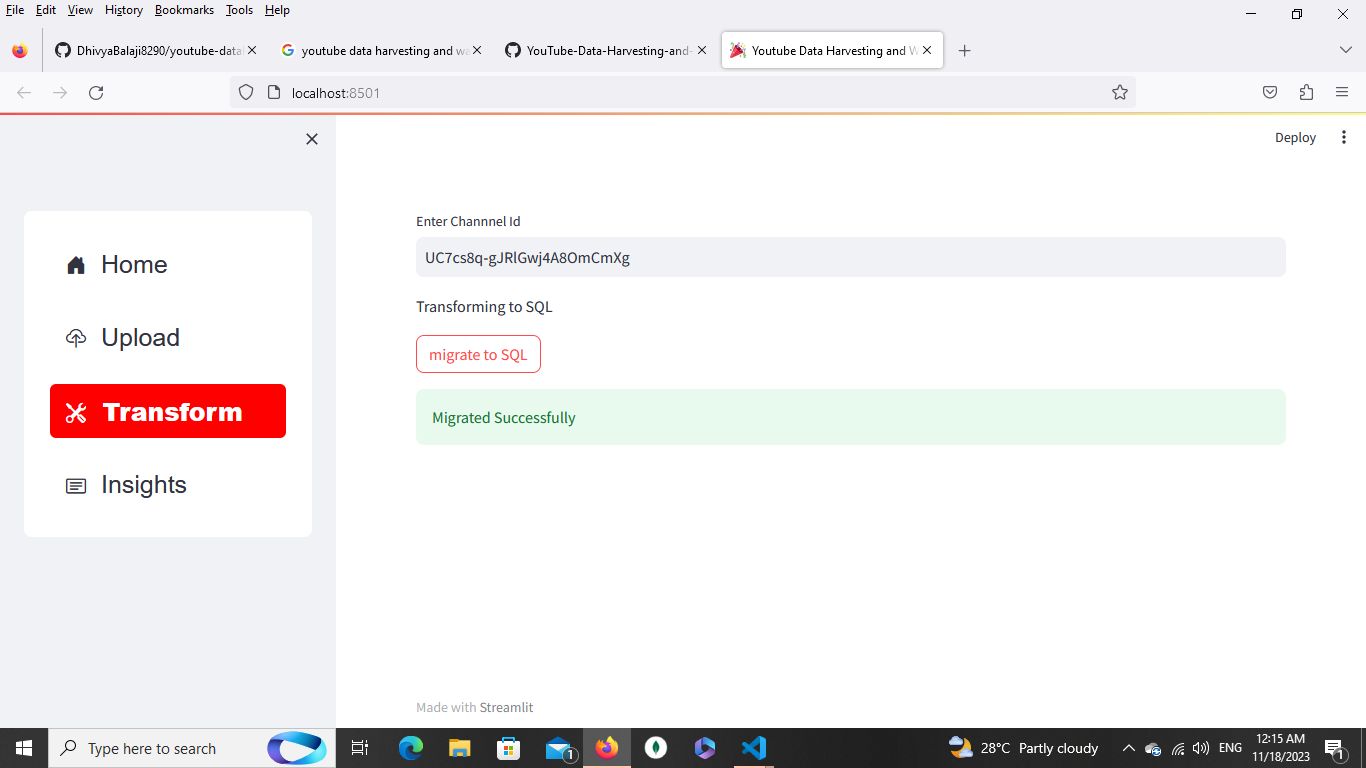 File Edit View History Bookmarks Tools Help
DhivyaBalaji8290/youtube-data
youtube data harvesting and wa
YouTube-Data-Harvesting-and-
Youtube Data Harvesting and W
localhost:8501
Deploy
Home
Upload
Transform
Insights
Enter Channnel Id
UC7cs8q-gJRlGwj4A8OmCmXg
Transforming to SQL
migrate to SQL
Migrated Successfully
Made with Streamlit
Type here to search
1
28°C Partly cloudy
ENG
12:15 AM
11/18/2023
1